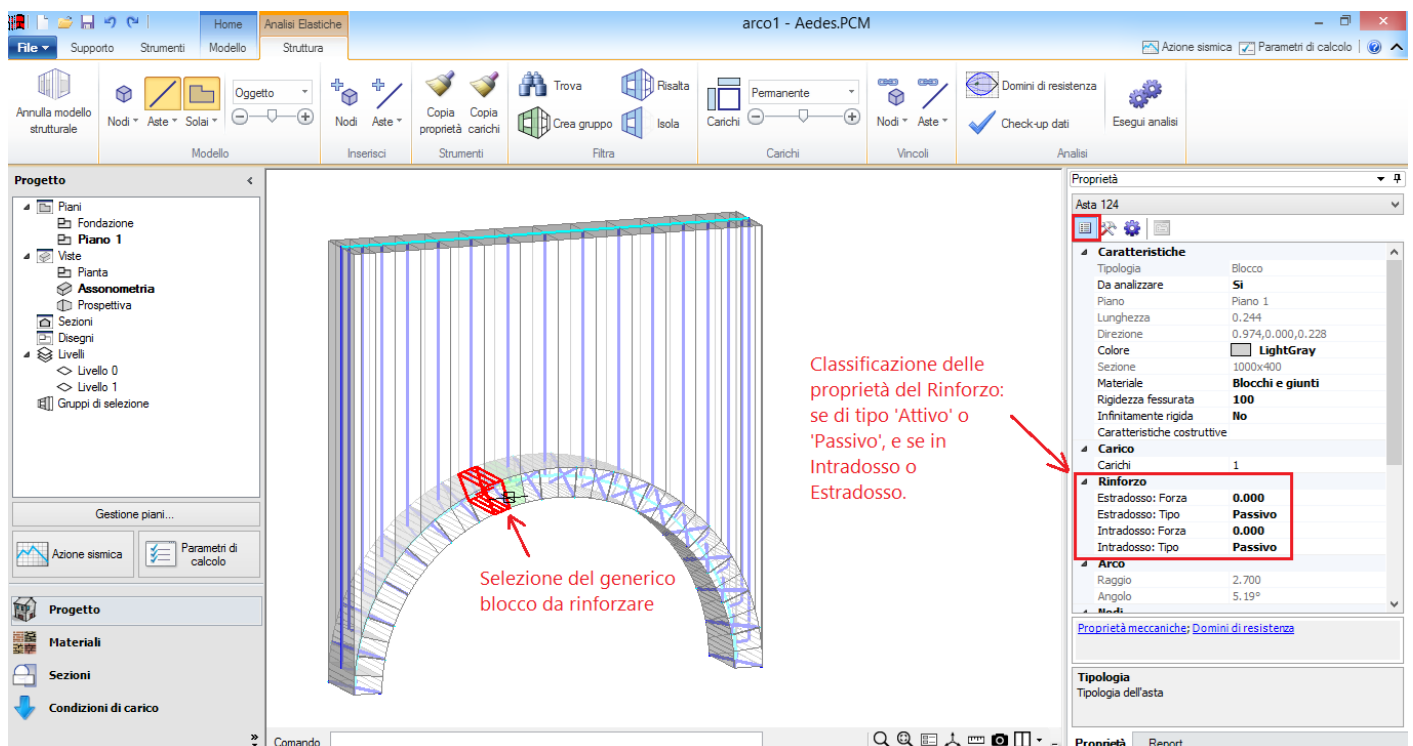 arco1 - Aedes.PCM
Home
Analisi Elastiche
File
Supporto
Strumenti
Modello
Struttura
Azione sismica
Parametri di calcolo
Annulla modello
strutturale
Nodi
Aste
Solai
Oggetto
Modello
Nodi
Aste
Inserisci
Copia
proprietà
Copia
carichi
Strumenti
Trova
Crea gruppo
Risalta
Isola
Filtra
Carichi
Permanente
Carichi
Nodi
Aste
Vincoli
Domini di resistenza
Check-up dati
Esegui analisi
Analisi
Progetto
Piani
Fondazione
Piano 1
Viste
Pianta
Assonometria
Prospettiva
Sezioni
Disegni
Livelli
Livello 0
Livello 1
Gruppi di selezione
Gestione piani...
Azione sismica
Parametri di
calcolo
Progetto
Materiali
Sezioni
Condizioni di carico
Classificazione delle
proprietà del Rinforzo:
se di tipo 'Attivo' o
'Passivo', e se in
Intradosso o
Estradosso.
Selezione del generico
blocco da rinforzare
Comando
Proprietà
Asta 124
Caratteristiche
Tipologia Blocco
Da analizzare Sì
Piano Piano 1
Lunghezza 0.244
Direzione 0.974,0.000,0.228
Colore LightGray
Sezione 1000x400
Materiale Blocchi e giunti
Rigidezza fessurata 100
Infinitamente rigida No
Caratteristiche costruttive
Carico
Carichi 1
Rinforzo
Estradosso: Forza 0.000
Estradosso: Tipo Passivo
Intradosso: Forza 0.000
Intradosso: Tipo Passivo
Arco
Raggio 2.700
Angolo 5.19°
Nodi
Proprietà meccaniche; Domini di resistenza
Tipologia
Tipologia dell'asta
Proprietà Report